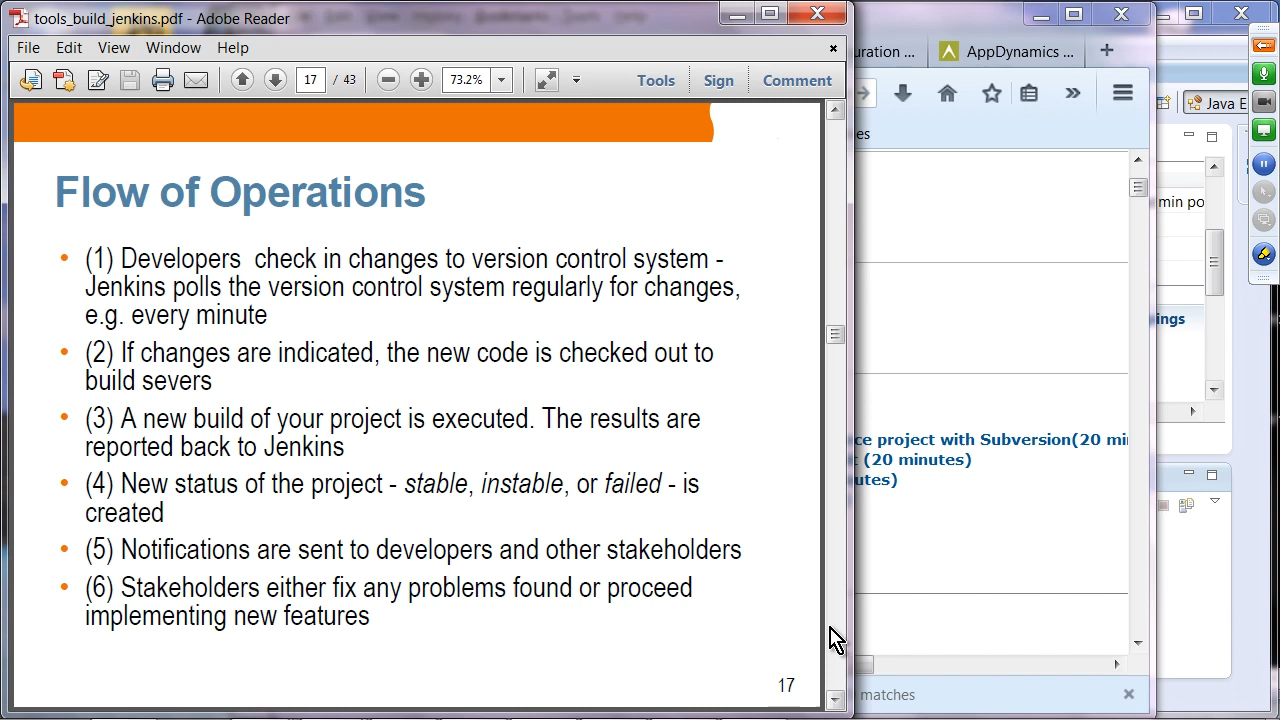 tools_build_jenkins.pdf - Adobe Reader
File Edit View Window Help
17 / 43 73.2% Tools Sign Comment
Flow of Operations
• (1) Developers check in changes to version control system -
Jenkins polls the version control system regularly for changes,
e.g. every minute
• (2) If changes are indicated, the new code is checked out to
build severs
• (3) A new build of your project is executed. The results are
reported back to Jenkins
• (4) New status of the project - stable, instable, or failed - is
created
• (5) Notifications are sent to developers and other stakeholders
• (6) Stakeholders either fix any problems found or proceed
implementing new features
17
uration ...
AppDynamics ...
es
ce project with Subversion(20 mi
t (20 minutes)
utes)
matches
Java E
min po
ings